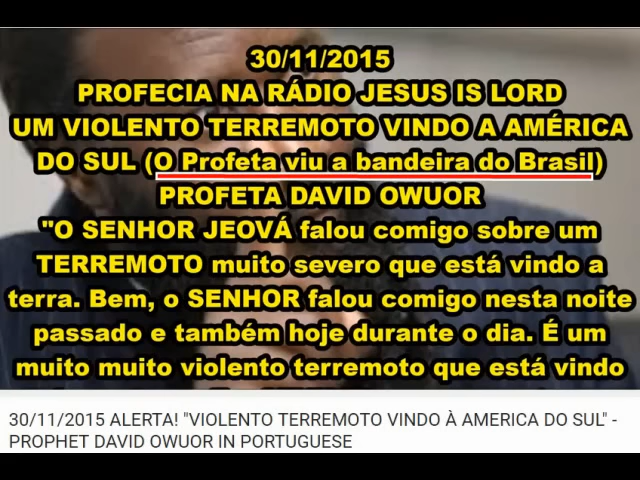 30/11/2015
PROFECIA NA RÁDIO JESUS IS LORD
UM VIOLENTO TERREMOTO VINDO A AMÉRICA
DO SUL (O Profeta viu a bandeira do Brasil)
PROFETA DAVID OWUOR
"O SENHOR JEOVÁ falou comigo sobre um
TERREMOTO muito severo que está vindo a
terra. Bem, o SENHOR falou comigo nesta noite
passado e também hoje durante o dia. É um
muito muito violento terremoto que está vindo
30/11/2015 ALERTA! "VIOLENTO TERREMOTO VINDO À AMERICA DO SUL" -
PROPHET DAVID OWUOR IN PORTUGUESE